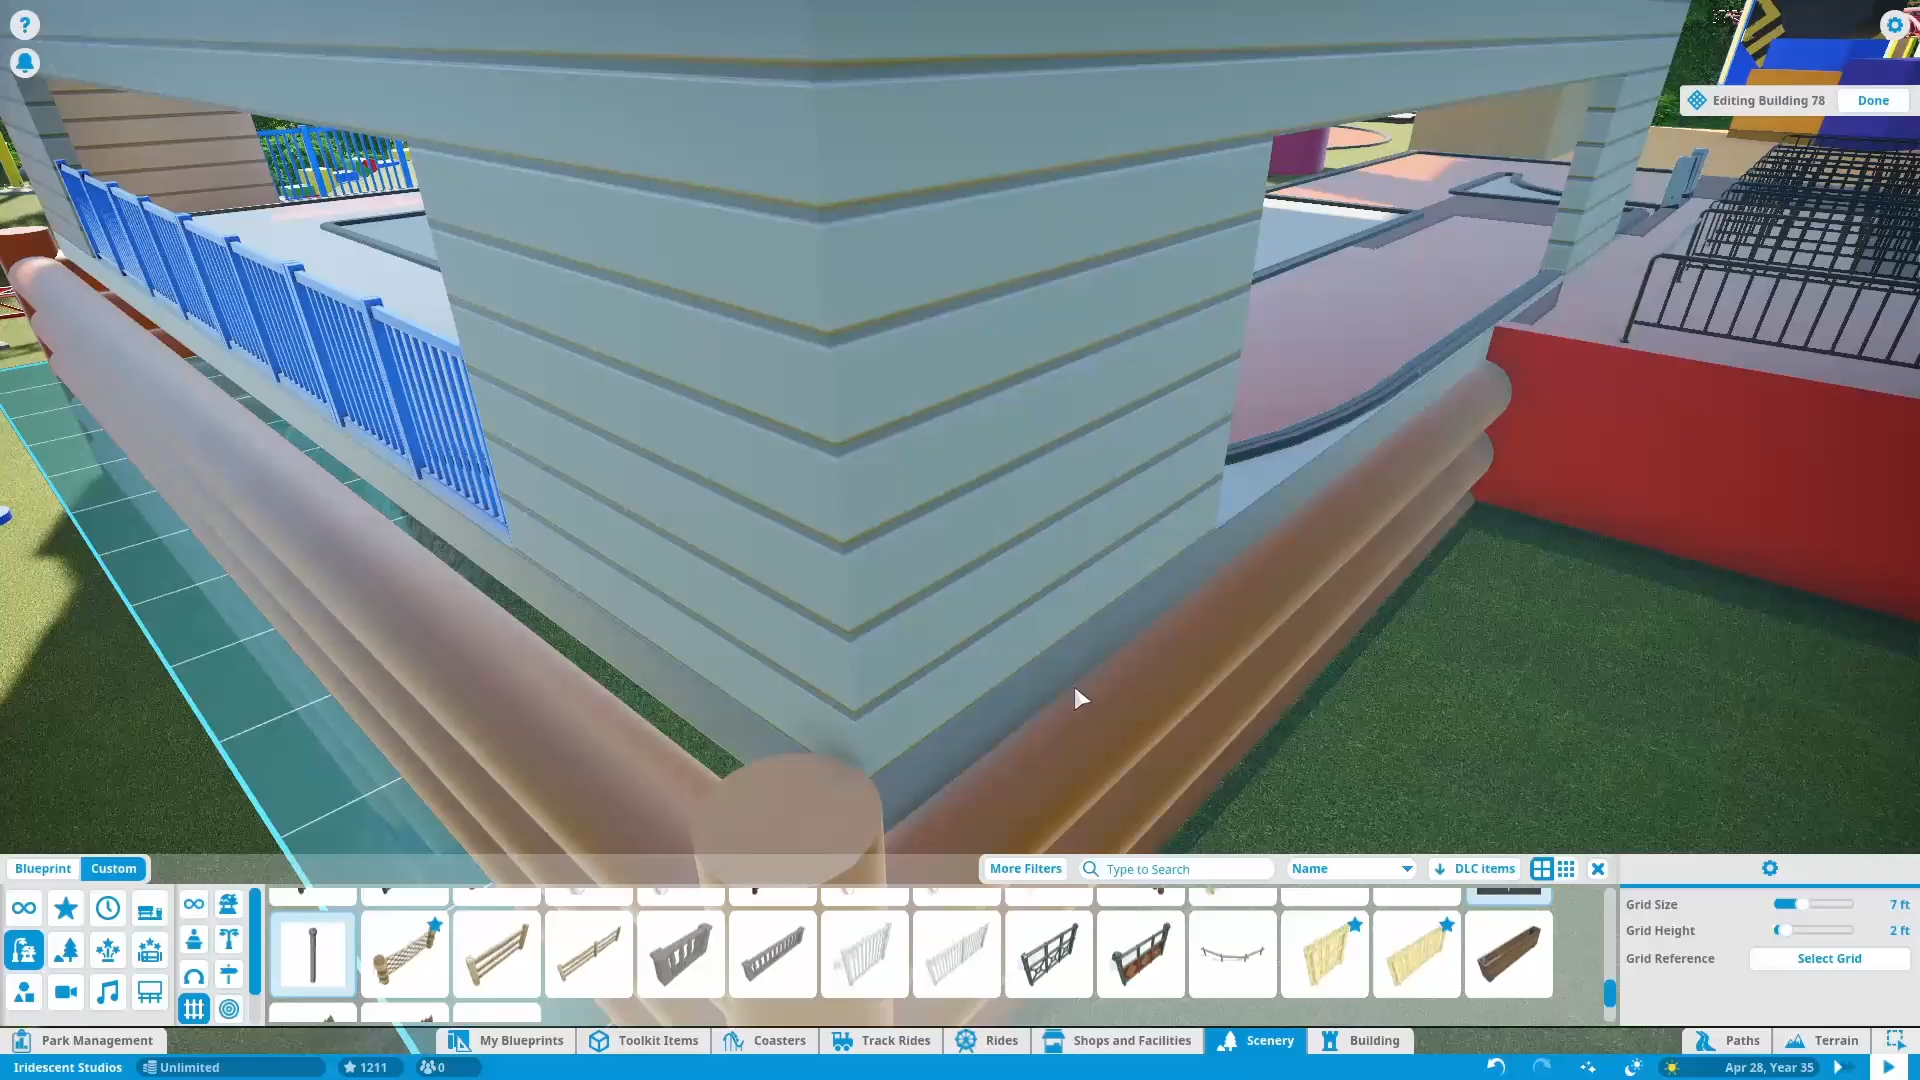 ?
Editing Building 78
Done
Blueprint
Custom
More Filters
Type to Search
Name
DLC items
Grid Size
7 ft
Grid Height
2 ft
Grid Reference
Select Grid
Park Management
My Blueprints
Toolkit Items
Coasters
Track Rides
Rides
Shops and Facilities
Scenery
Building
Paths
Terrain
Iridescent Studios
Unlimited
1211
0
Apr 28, Year 35